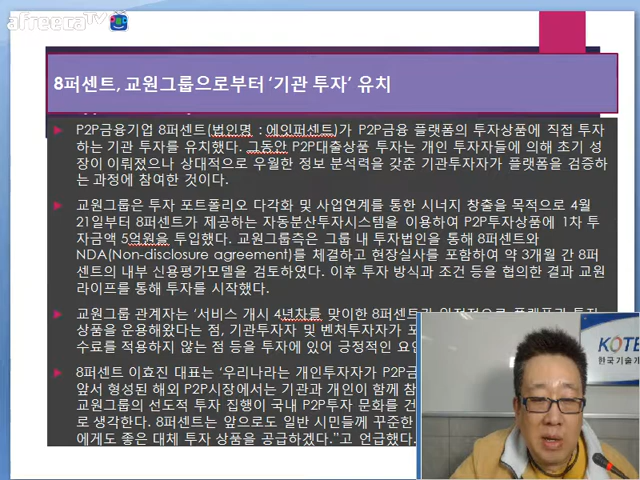 afreecaTV
8퍼센트, 교원그룹으로부터 '기관 투자' 유치
P2P금융기업 8퍼센트(법인명 : 에잇퍼센트)가 P2P금융 플랫폼의 투자상품에 직접 투자
하는 기관 투자를 유치했다. 그동안 P2P대출상품 투자는 개인 투자자들에 의해 초기 성
장이 이뤄졌으나 상대적으로 우월한 정보 분석력을 갖춘 기관투자자가 플랫폼을 검증하
는 과정에 참여한 것이다.
교원그룹은 투자 포트폴리오 다각화 및 사업연계를 통한 시너지 창출을 목적으로 4월
21일부터 8퍼센트가 제공하는 자동분산투자시스템을 이용하여 P2P투자상품에 1차 투
자금액 5억원을 투입했다. 교원그룹측은 그룹 내 투자법인을 통해 8퍼센트와
NDA(Non-disclosure agreement)를 체결하고 현장실사를 포함하여 약 3개월 간 8퍼
센트의 내부 신용평가모델을 검토하였다. 이후 투자 방식과 조건 등을 협의한 결과 교원
라이프를 통해 투자를 시작했다.
교원그룹 관계자는 '서비스 개시 4년차를 맞이한 8퍼센트가 안정적으로 플랫폼과 투자
상품을 운용해왔다는 점, 기관투자자 및 벤처투자자가
수료를 적용하지 않는 점 등을 투자에 있어 긍정적인
8퍼센트 이효진 대표는 '우리나라는 개인투자자가
앞서 형성된 해외 P2P시장에서는 기관과 개인이 함께
교원그룹의 선도적 투자 집행이 국내 P2P투자 문화를
로 생각한다. 8퍼센트는 앞으로도 일반 시민들께 꾸준한
에게도 좋은 대체 투자 상품을 공급하겠다."고 언급했다.
KOTE
한국기술